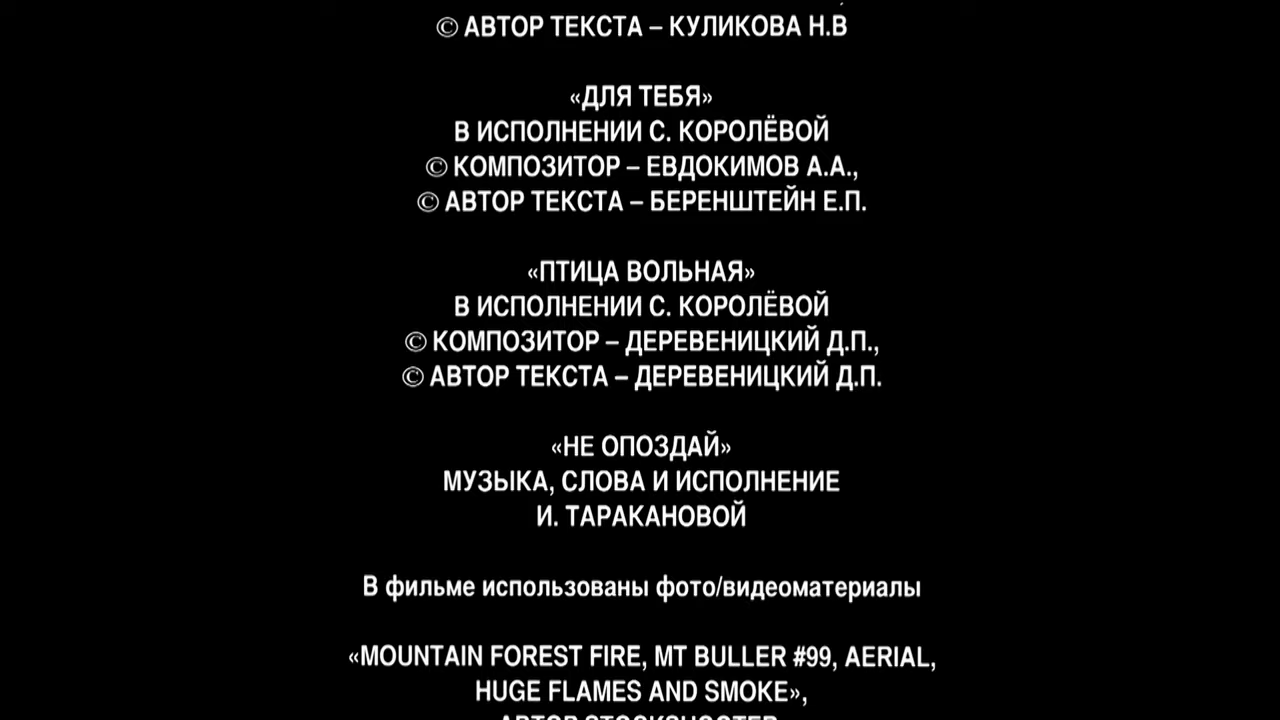 © АВТОР ТЕКСТА – КУЛИКОВА Н.В
«ДЛЯ ТЕБЯ»
В ИСПОЛНЕНИИ С. КОРОЛЁВОЙ
© КОМПОЗИТОР – ЕВДОКИМОВ А.А.,
© АВТОР ТЕКСТА – БЕРЕНШТЕЙН Е.П.
«ПТИЦА ВОЛЬНАЯ»
В ИСПОЛНЕНИИ С. КОРОЛЁВОЙ
© КОМПОЗИТОР – ДЕРЕВЕНИЦКИЙ Д.П.,
© АВТОР ТЕКСТА – ДЕРЕВЕНИЦКИЙ Д.П.
«НЕ ОПОЗДАЙ»
МУЗЫКА, СЛОВА И ИСПОЛНЕНИЕ
И. ТАРАКАНОВОЙ
В фильме использованы фото/видеоматериалы
«MOUNTAIN FOREST FIRE, MT BULLER #99, AERIAL,
HUGE FLAMES AND SMOKE»,